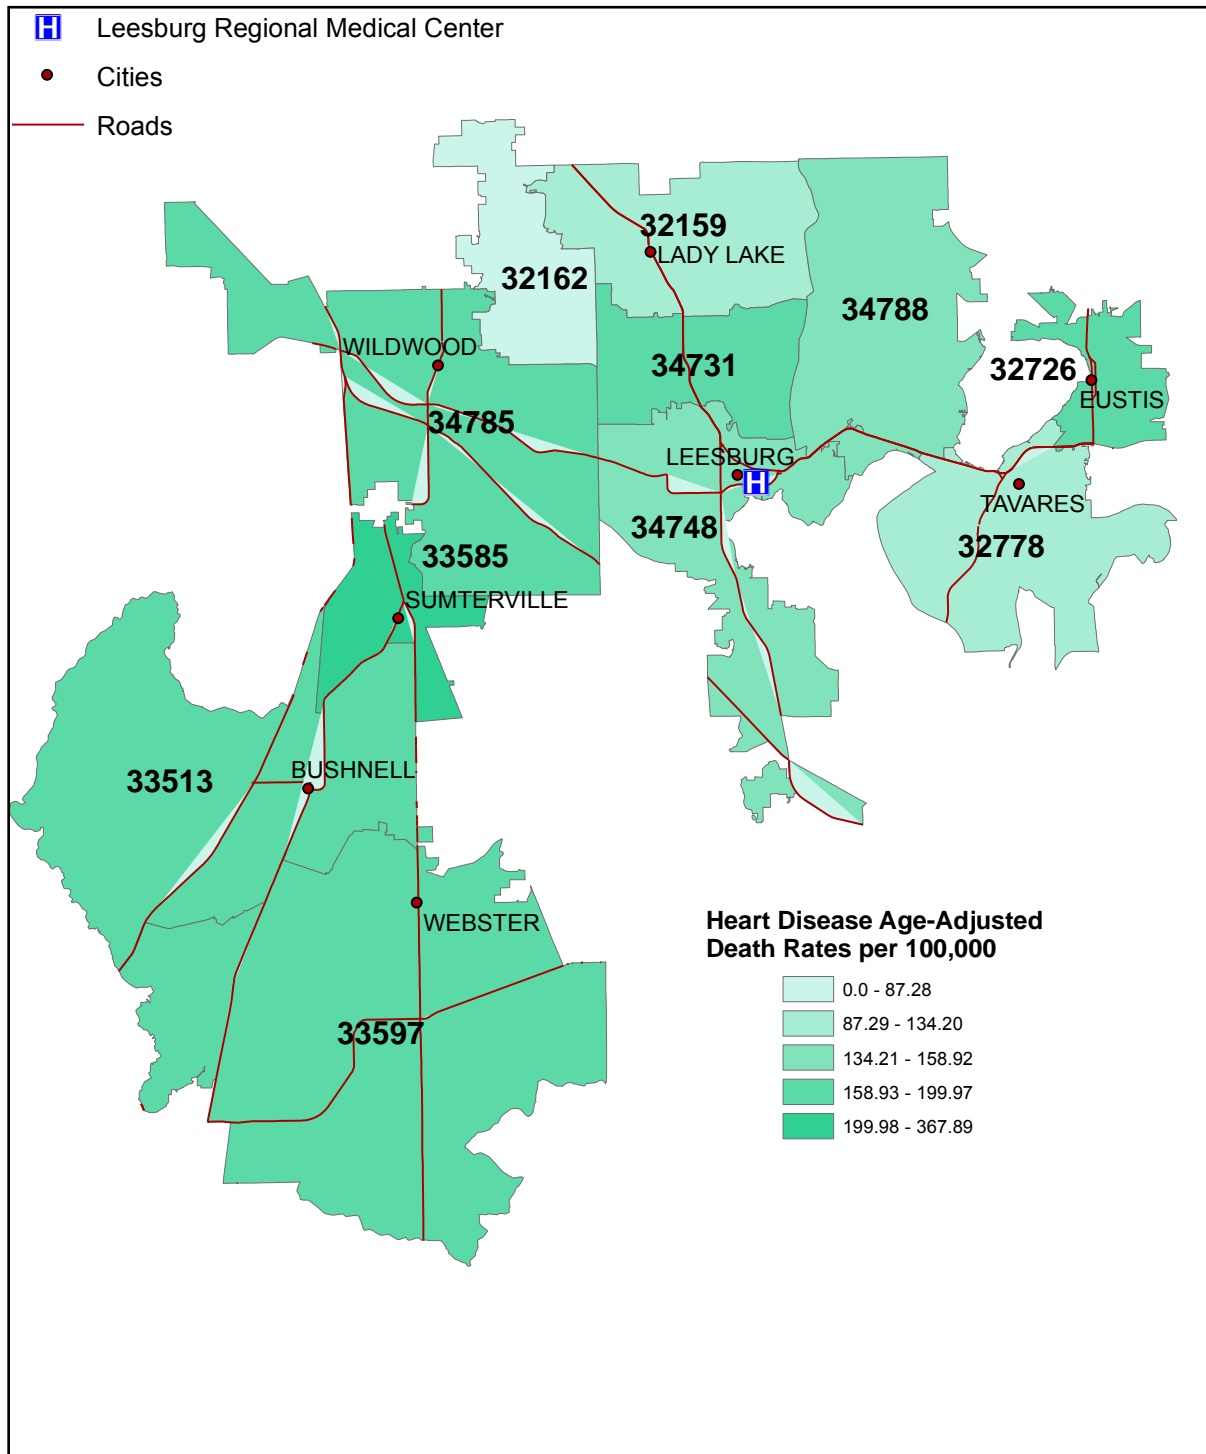 H Leesburg Regional Medical Center
Cities
Roads
32159
LADY LAKE
32162
34788
WILDWOOD
34731
32726
EUSTIS
34785
LEESBURG
H
TAVARES
34748
32778
33585
SUMTERVILLE
BUSHNELL
33513
WEBSTER
33597
Heart Disease Age-Adjusted
Death Rates per 100,000
0.0 - 87.28
87.29 - 134.20
134.21 - 158.92
158.93 - 199.97
199.98 - 367.89